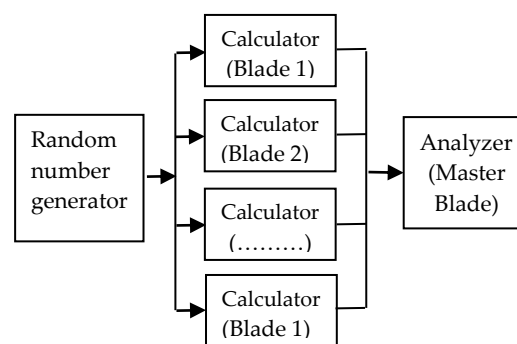 Random
number
generator
Calculator
(Blade 1)
Calculator
(Blade 2)
Calculator
(………)
Calculator
(Blade 1)
Analyzer
(Master
Blade)